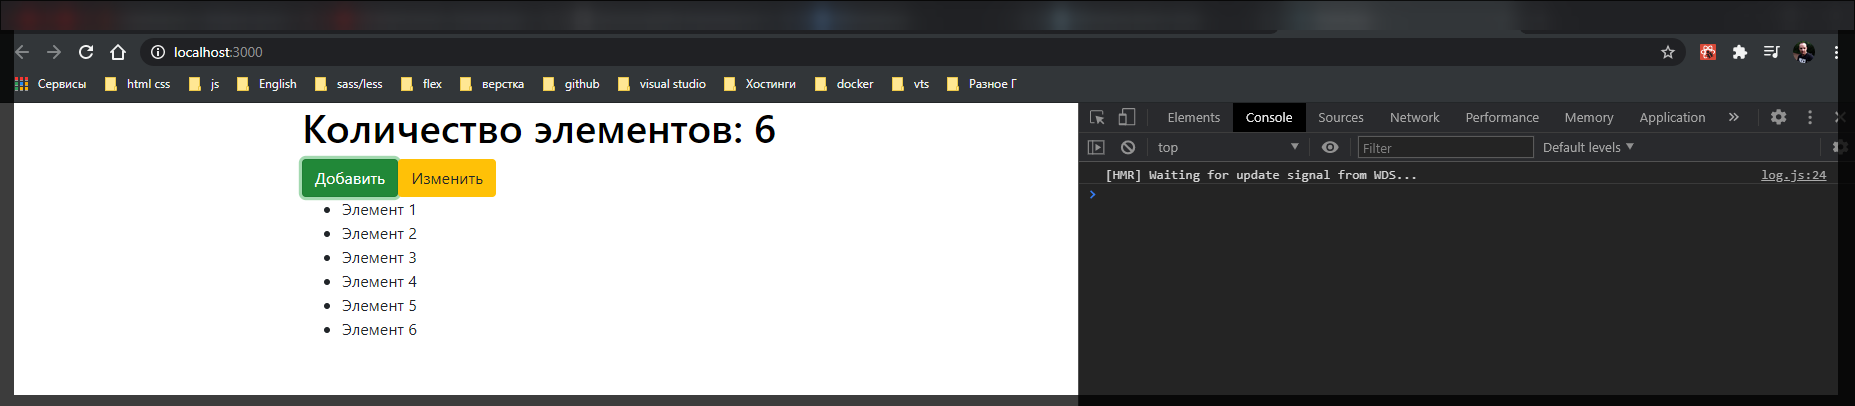 localhost:3000
Сервисы html css js English sass/less flex верстка github visual studio Хостинги docker vts Разное Г
Количество элементов: 6
Добавить Изменить
Элемент 1
Элемент 2
Элемент 3
Элемент 4
Элемент 5
Элемент 6
Elements Console Sources Network Performance Memory Application
top Filter Default levels
[HMR] Waiting for update signal from WDS... log.js:24